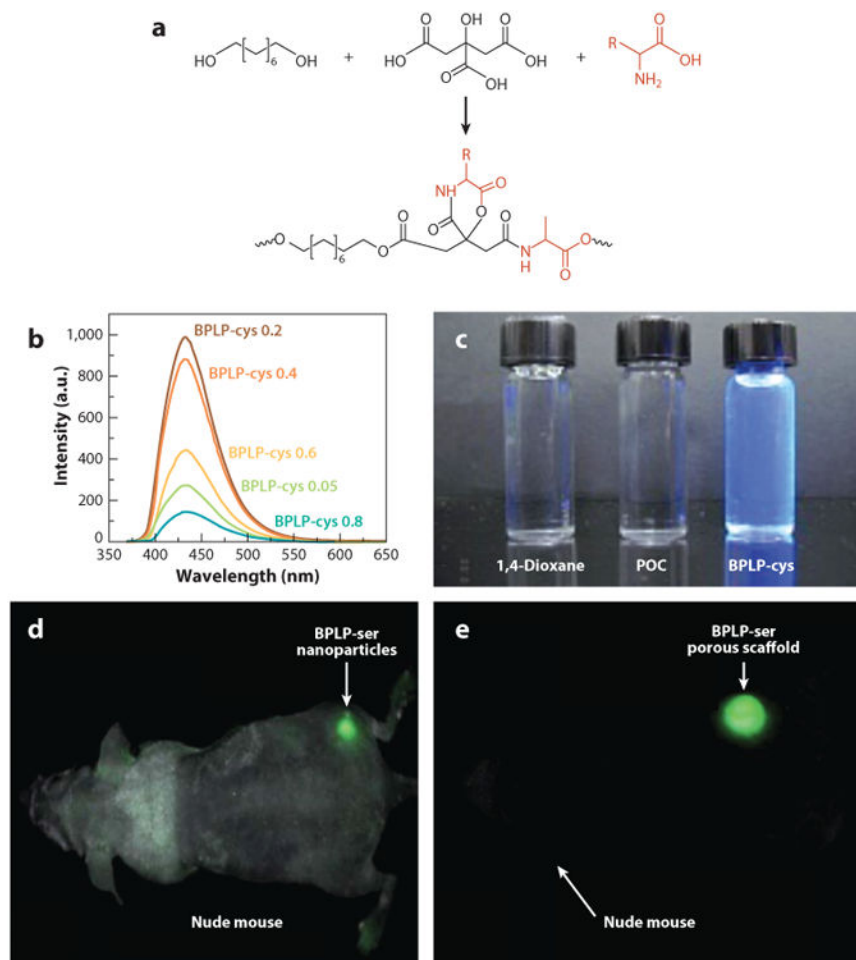 a
HO
6
OH
+
O
OH
O
HO
OH
O
OH
+
R
O
OH
NH₂
R
NH
O
O
O
O
6
O
O
O
N
H
O
O
b
1,000
800
600
400
200
0
Intensity (a.u.)
BPLP-cys 0.2
BPLP-cys 0.4
BPLP-cys 0.6
BPLP-cys 0.05
BPLP-cys 0.8
350 400 450 500 550 600 650
Wavelength (nm)
c
1,4-Dioxane
POC
BPLP-cys
d
BPLP-ser
nanoparticles
Nude mouse
e
BPLP-ser
porous scaffold
Nude mouse